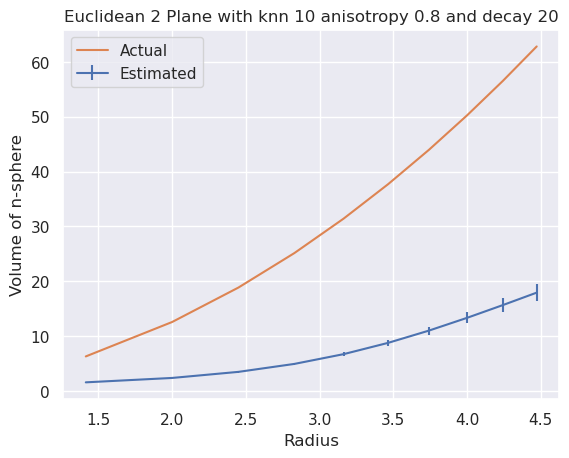 Euclidean 2 Plane with knn 10 anisotropy 0.8 and decay 20
Actual
Estimated
Volume of n-sphere
60
50
40
30
20
10
0
1.5 2.0 2.5 3.0 3.5 4.0 4.5
Radius